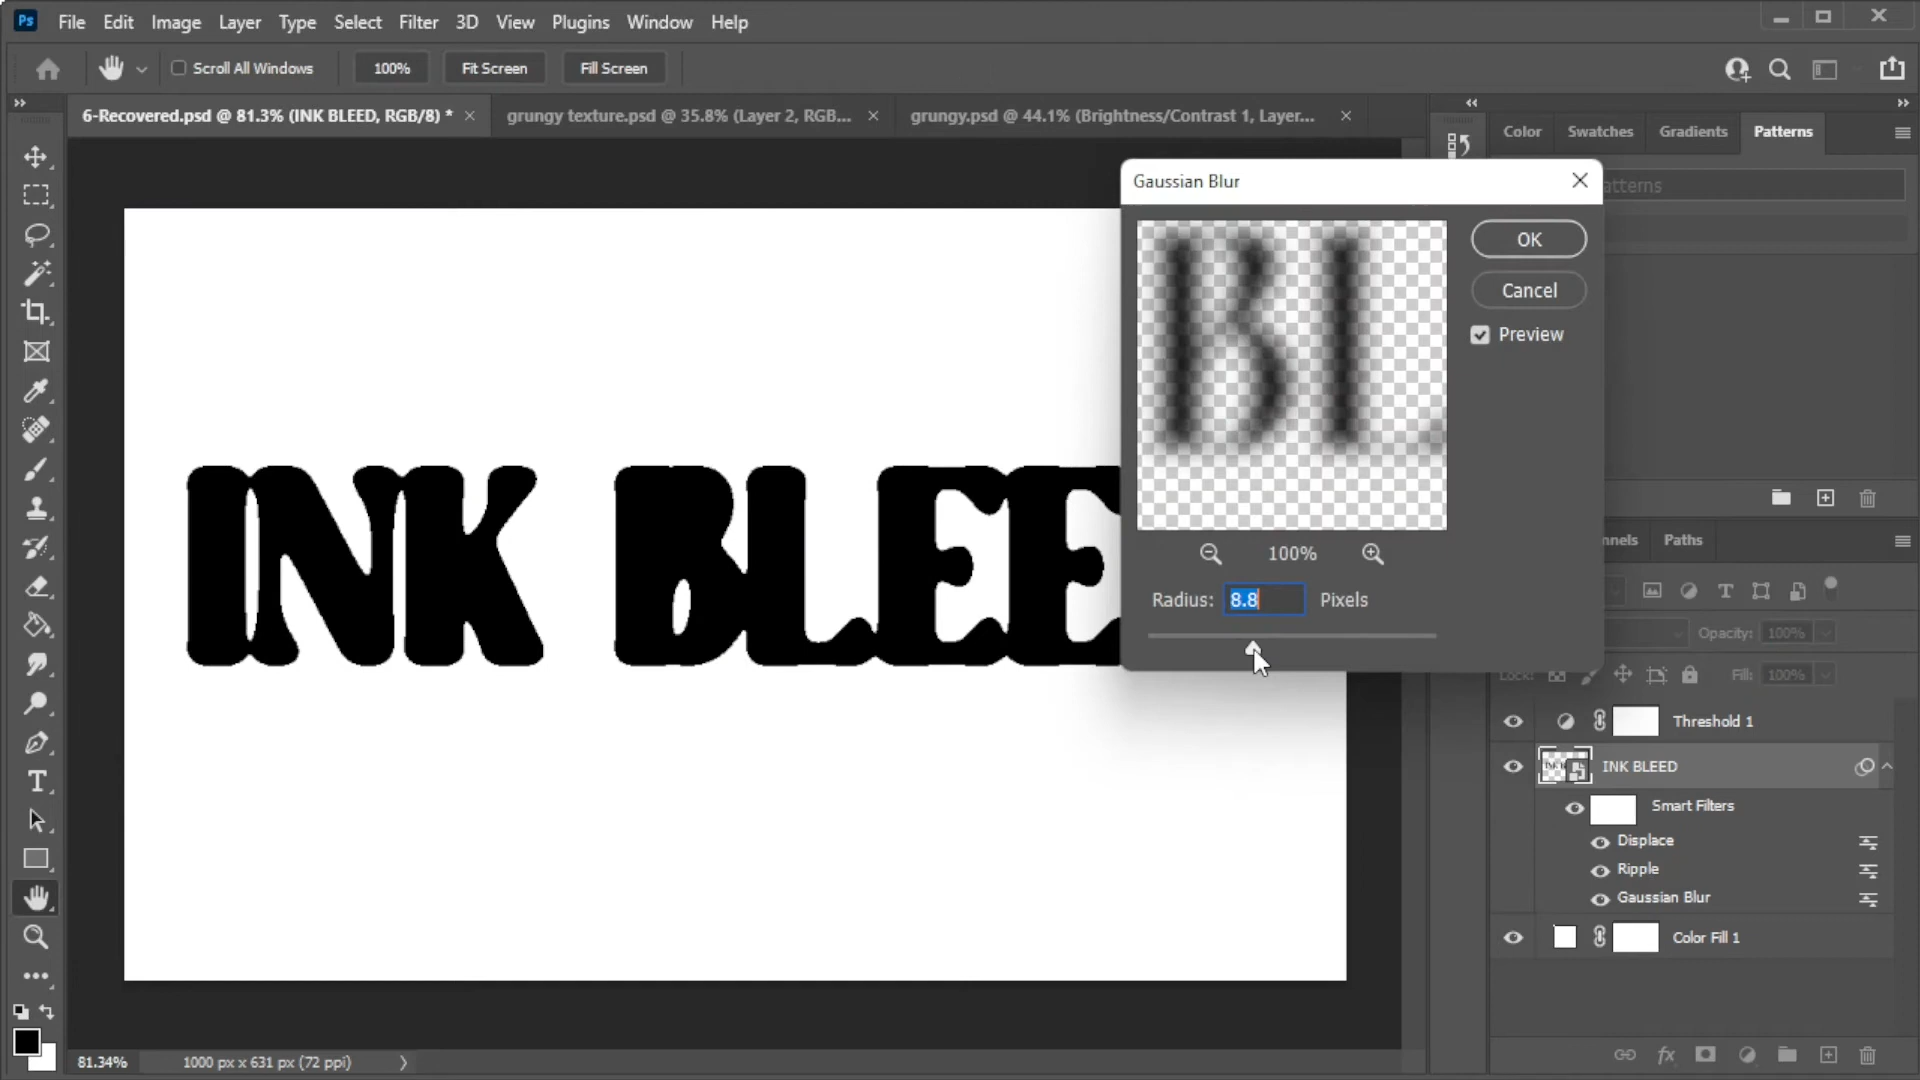 Ps File Edit Image Layer Type Select Filter 3D View Plugins Window Help
Scroll All Windows 100% Fit Screen Fill Screen
6-Recovered.psd @ 81.3% (INK BLEED, RGB/8) * × grungy texture.psd @ 35.8% (Layer 2, RGB... × grungy.psd @ 44.1% (Brightness/Contrast 1, Layer... ×
Color Swatches Gradients Patterns
Gaussian Blur
atterns
OK
Cancel
Preview
INK BLEE
100%
Radius: 8.8 Pixels
nnels Paths
Opacity: 100%
Lock: Fill: 100%
Threshold 1
INK BLEED
Smart Filters
Displace
Ripple
Gaussian Blur
Color Fill 1
81.34% 1000 px x 631 px (72 ppi)